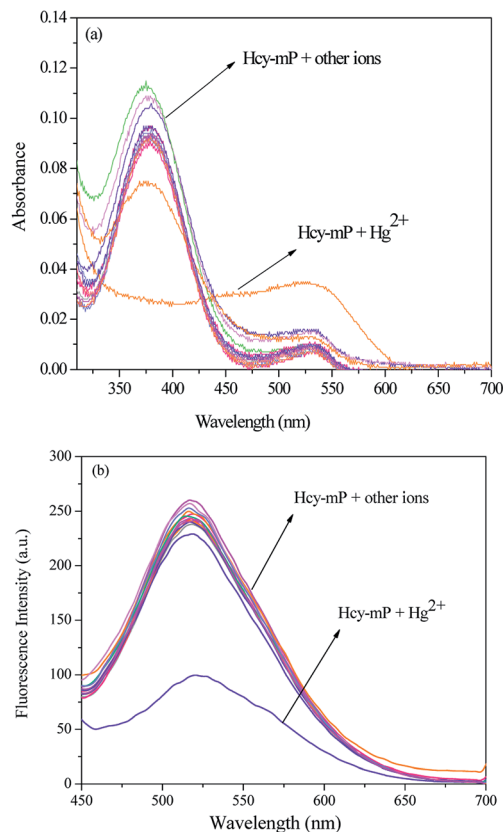 (a)
Hcy-mP + other ions
Hcy-mP + Hg2+
Absorbance
0.14
0.12
0.10
0.08
0.06
0.04
0.02
0.00
350 400 450 500 550 600 650 700
Wavelength (nm)
(b)
Hcy-mP + other ions
Hcy-mP + Hg2+
Fluorescence Intensity (a.u.)
300
250
200
150
100
50
0
450 500 550 600 650 700
Wavelength (nm)